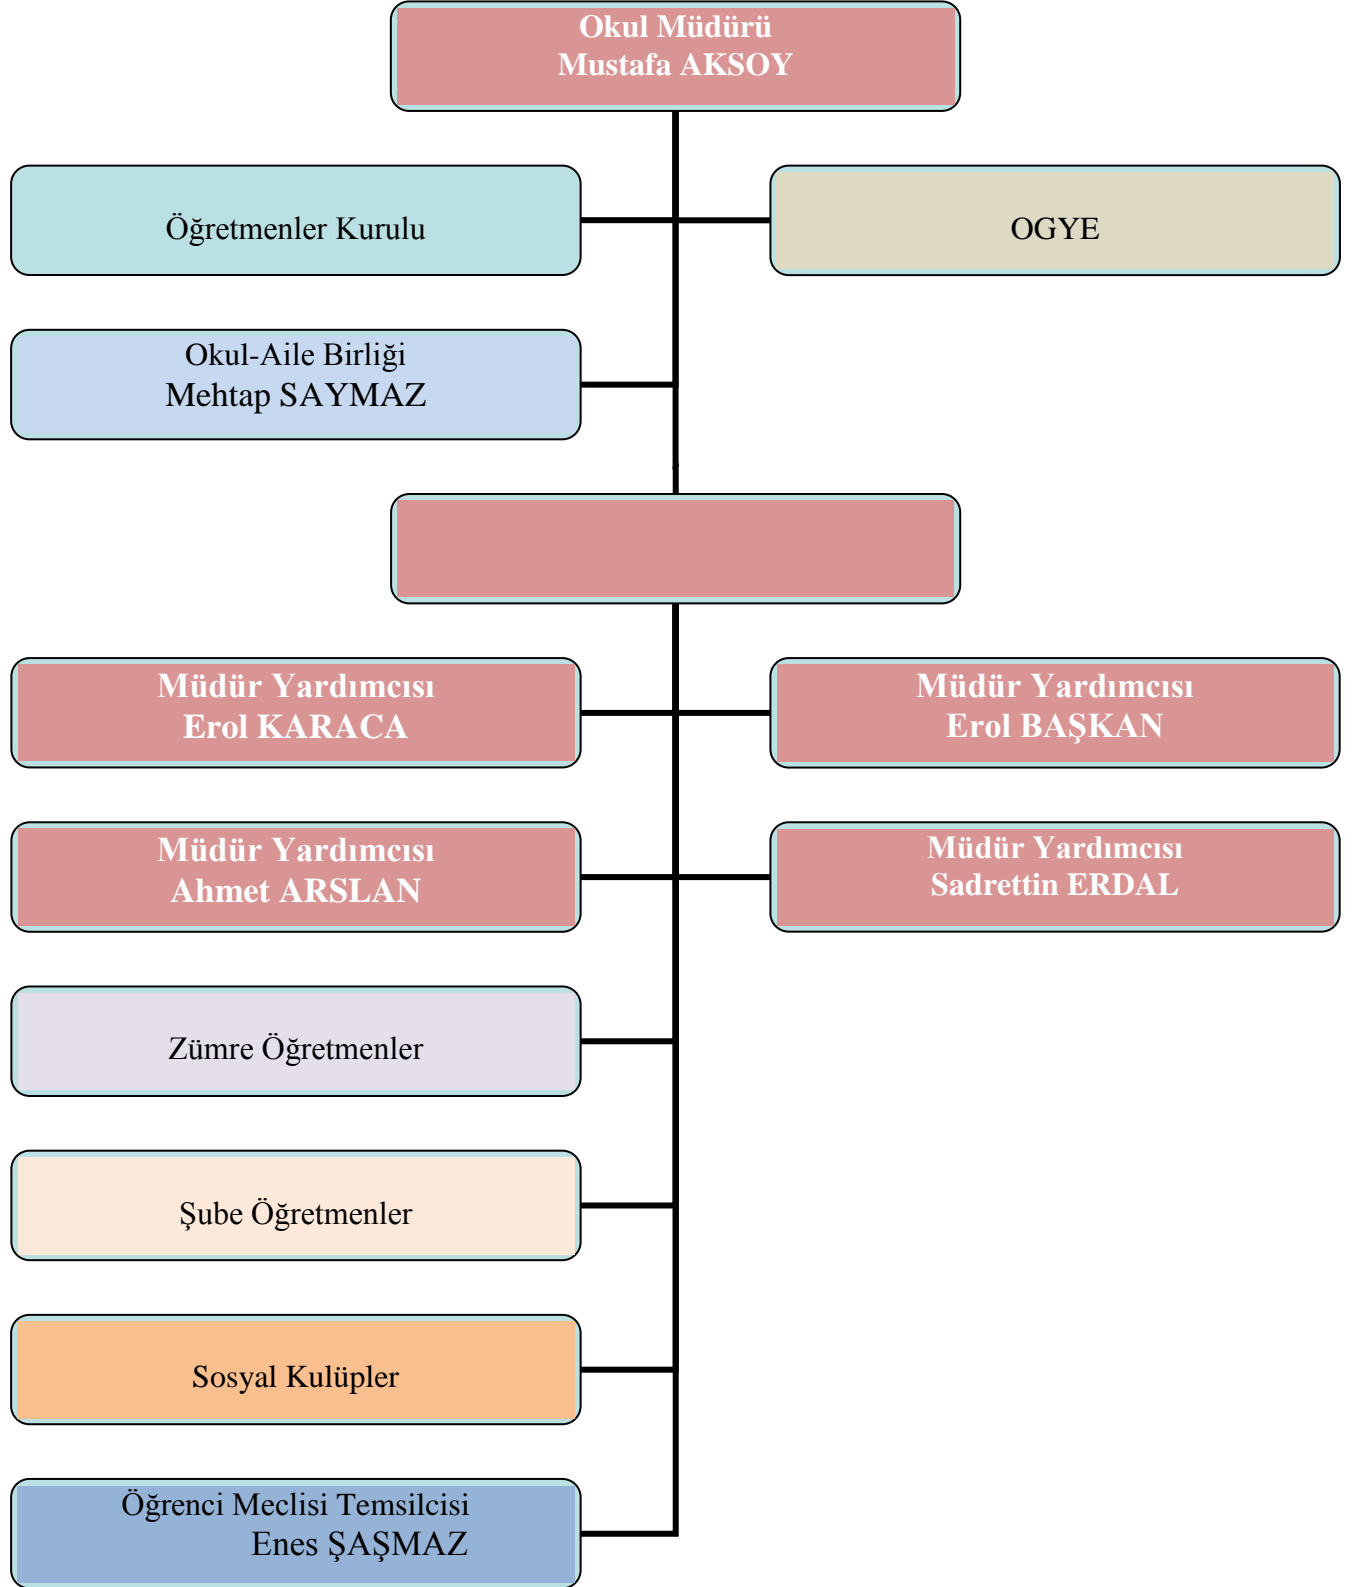 Okul Müdürü
Mustafa AKSOY
Öğretmenler Kurulu
OGYE
Okul-Aile Birliği
Mehtap SAYMAZ
Müdür Yardımcısı
Erol KARACA
Müdür Yardımcısı
Erol BAŞKAN
Müdür Yardımcısı
Ahmet ARSLAN
Müdür Yardımcısı
Sadrettin ERDAL
Zümre Öğretmenler
Şube Öğretmenler
Sosyal Kulüpler
Öğrenci Meclisi Temsilcisi
Enes ŞAŞMAZ